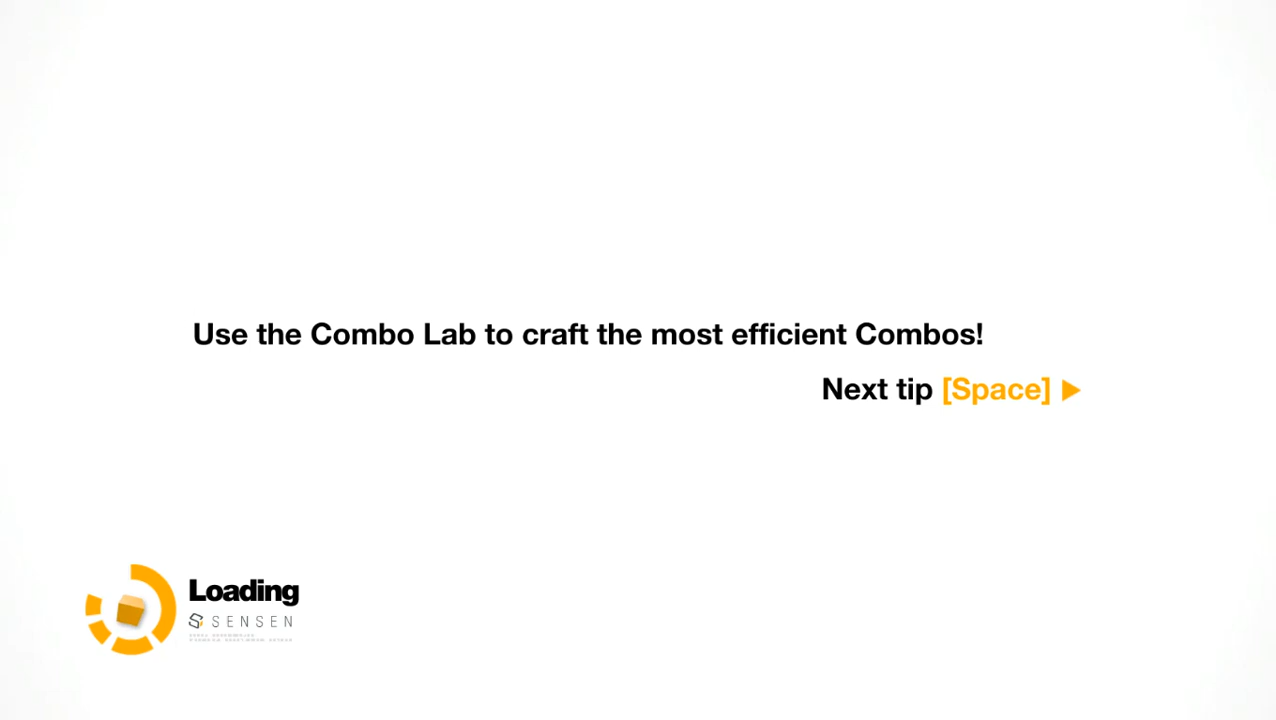 Use the Combo Lab to craft the most efficient Combos!
Next tip [Space]
Loading
SENSEN